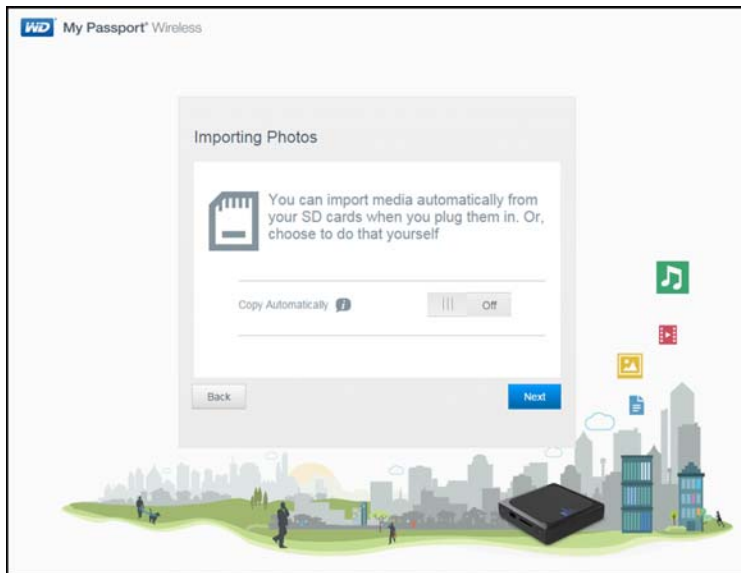 WD My Passport® Wireless
Importing Photos
You can import media automatically from
your SD cards when you plug them in. Or,
choose to do that yourself
Copy Automatically i
Off
Back
Next